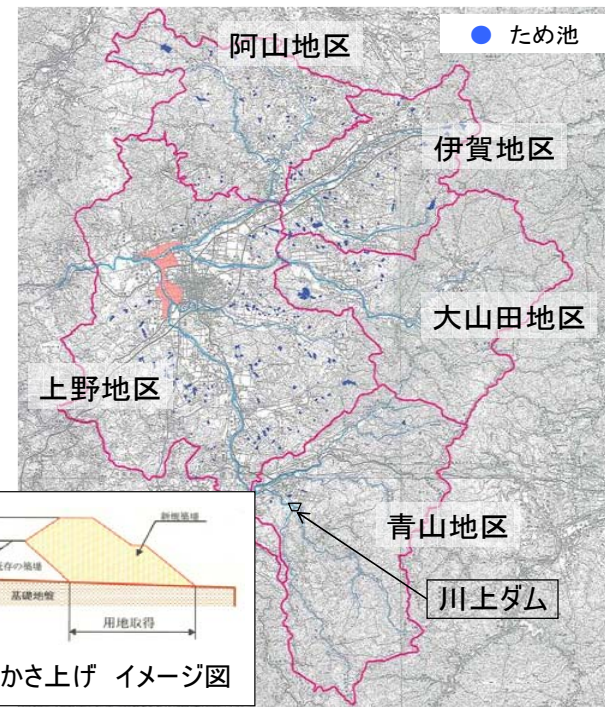 阿山地区
ため池
伊賀地区
大山田地区
上野地区
青山地区
川上ダム
新規築堤
既存の築堤
基礎地盤
用地取得
かさ上げ イメージ図